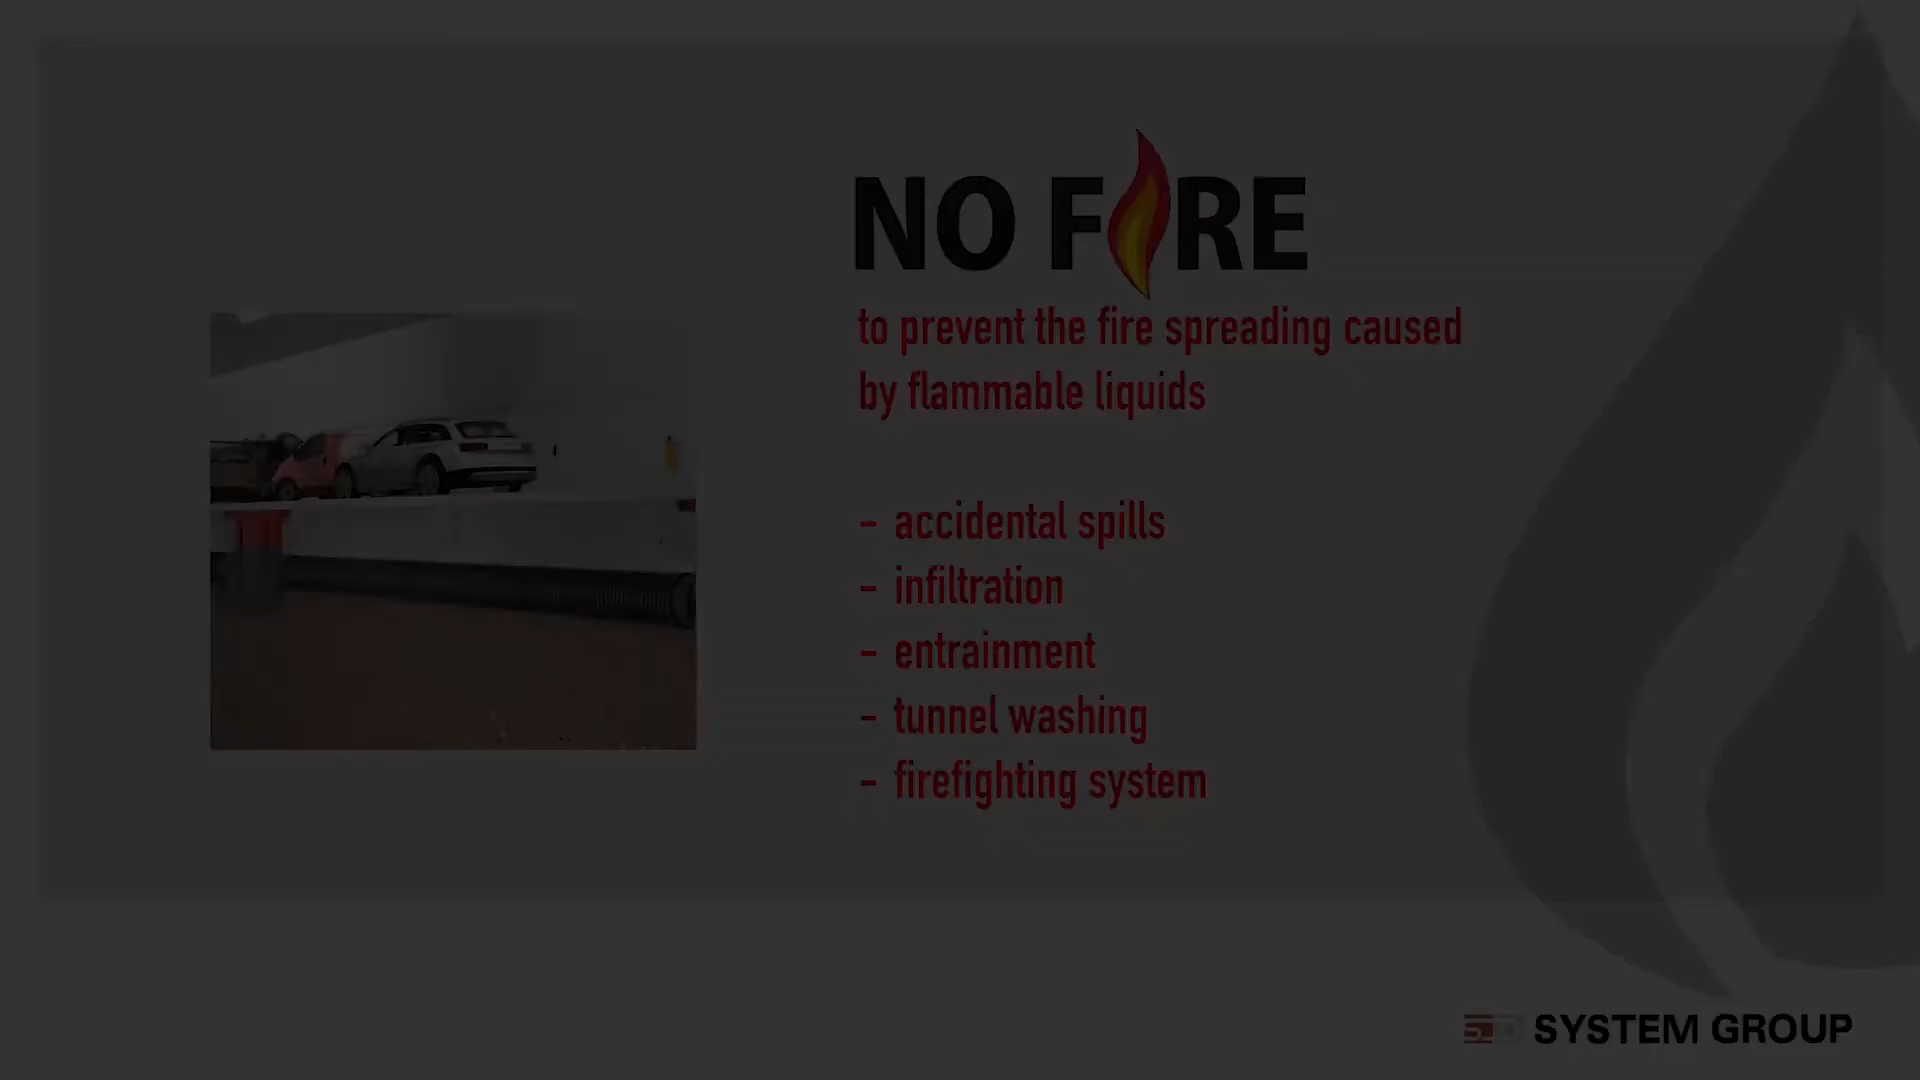 NO FIRE
to prevent the fire spreading caused
by flammable liquids
- accidental spills
- infiltration
- entrainment
- tunnel washing
- firefighting system
SYSTEM GROUP